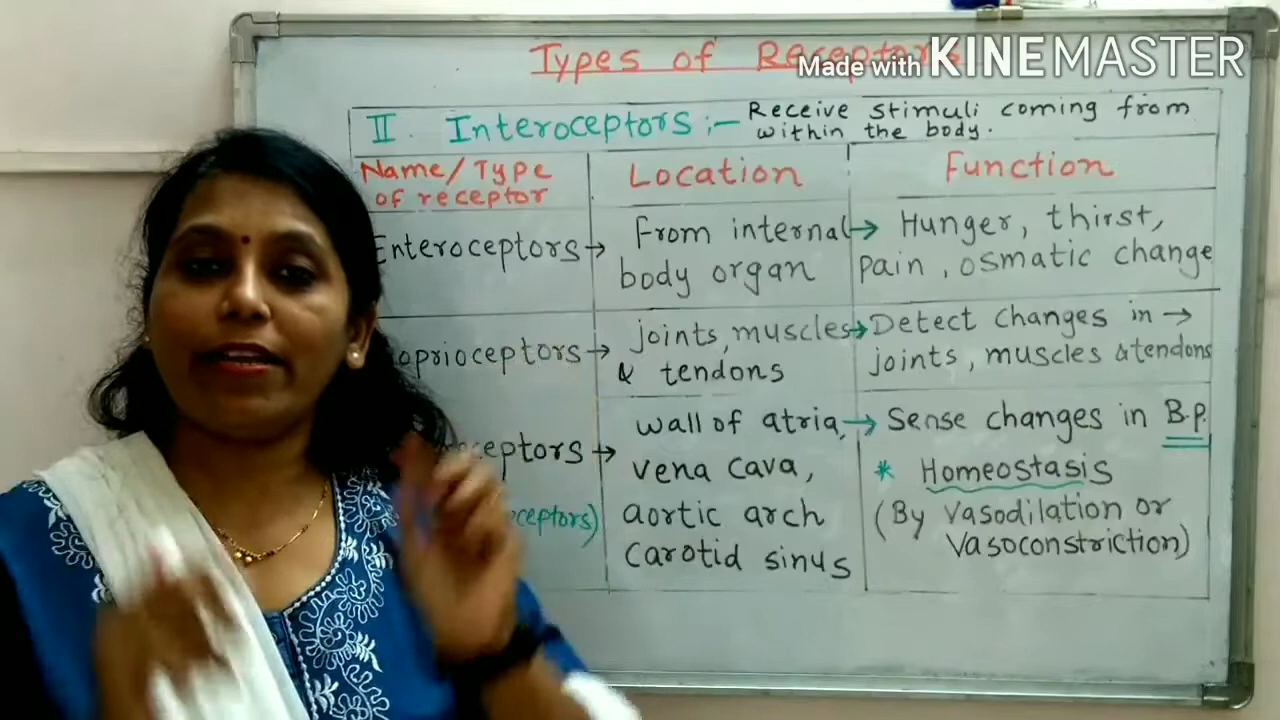 Types of Receptors
Made with KINEMASTER
II. Interoceptors :- Receive stimuli coming from
within the body.
Name/Type
of receptor
Location
Function
Enteroceptors →
From internal →
body organ
Hunger, thirst,
pain, osmatic change
oprioceptors →
joints, muscles →
& tendons
Detect changes in →
joints, muscles & tendons
ceptors →
ceptors)
wall of atria, →
vena cava,
aortic arch
carotid sinus
Sense changes in B.P.
* Homeostasis
(By vasodilation or
vasoconstriction)